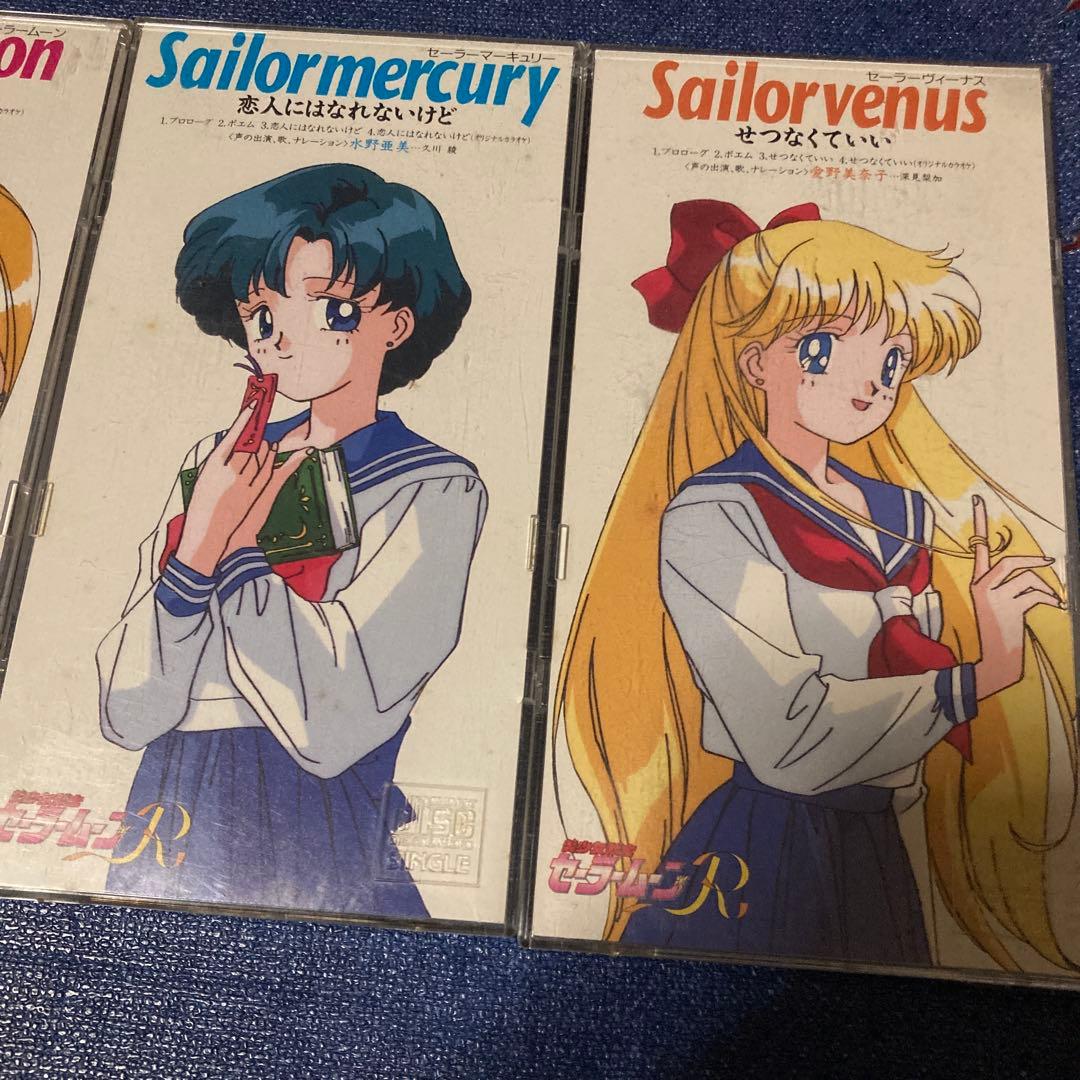 ーラームーン
on
カラオケ)
セーラーマーキュリー
Sailormercury
恋人にはなれないけど
1.プロローグ 2.ポエム 3.恋人にはなれないけど 4.恋人にはなれないけど(オリジナルカラオケ)
〈声の出演、歌、ナレーション〉水野亜美…久川 綾
美少女戦士
セーラームーンR
DISC
SINGLE
セーラーヴィーナス
Sailorvenus
せつなくていい
1.プロローグ 2.ポエム 3.せつなくていい 4.せつなくていい(オリジナルカラオケ)
〈声の出演、歌、ナレーション〉愛野美奈子…深見梨加
美少女戦士
セーラームーンR